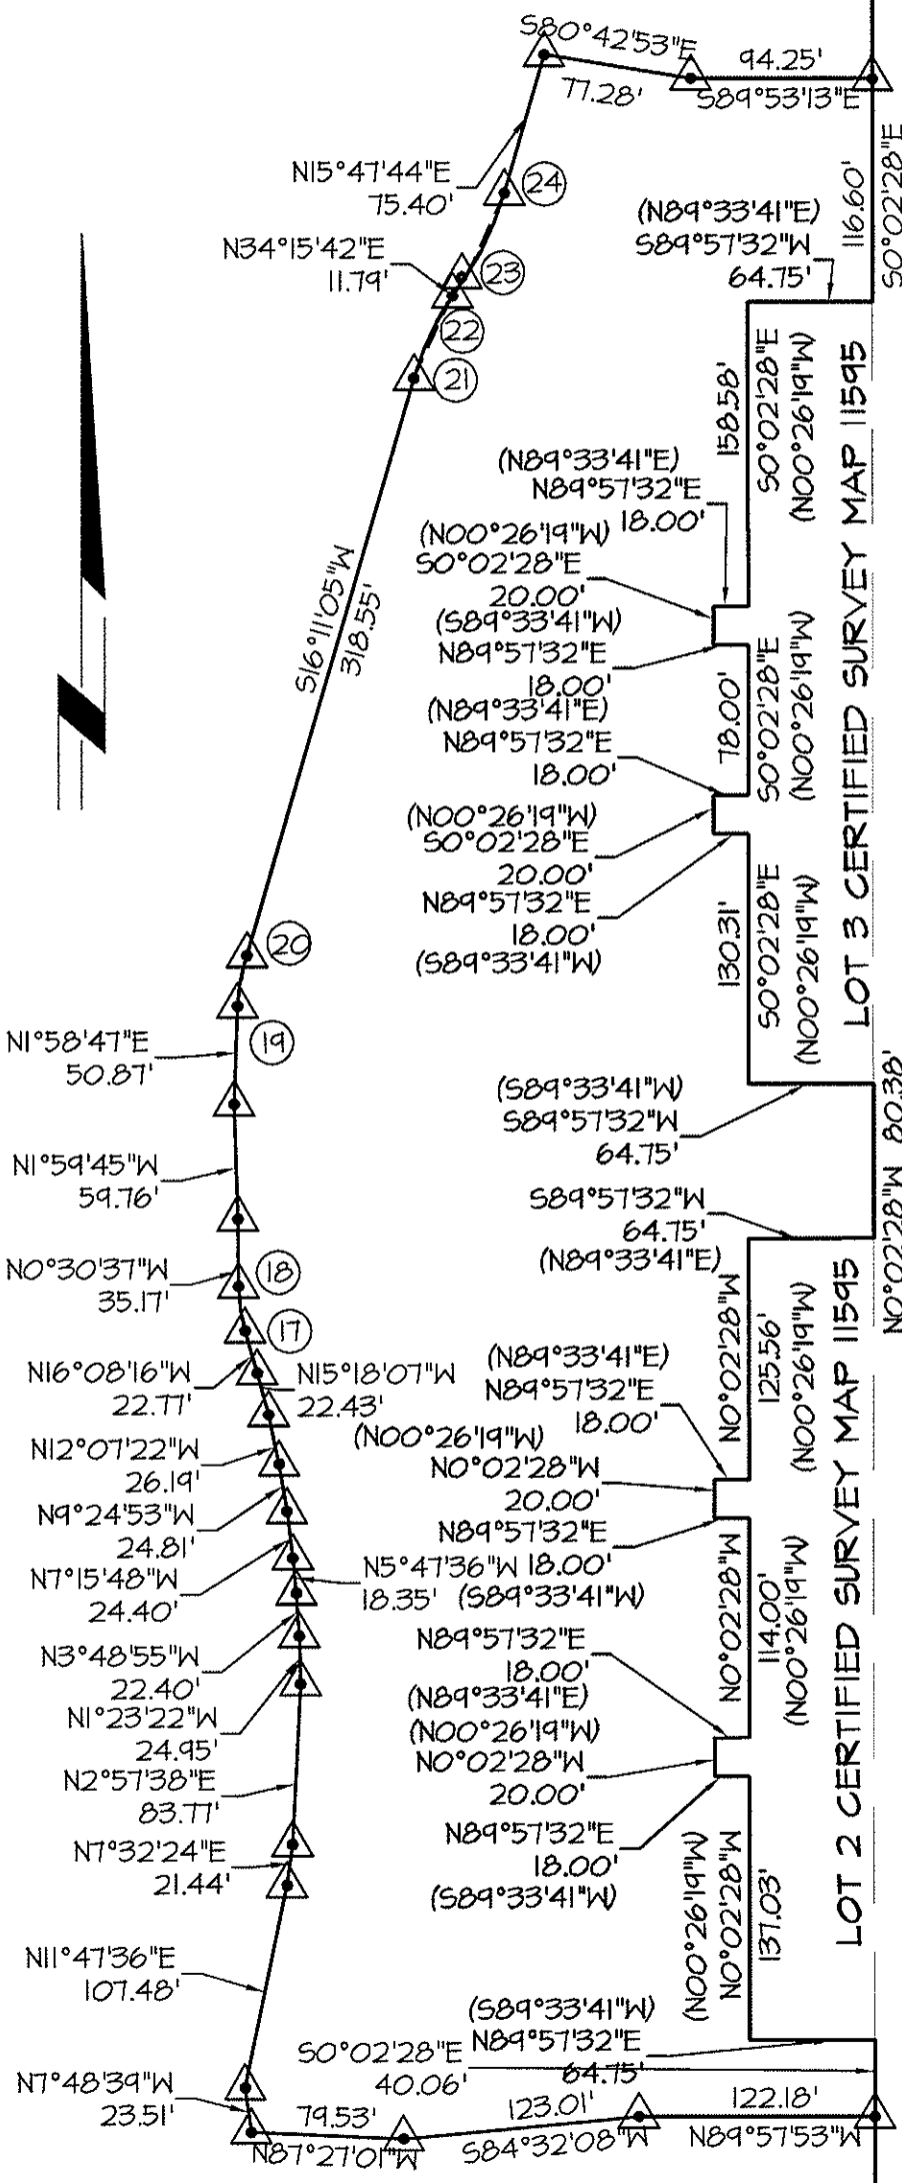 S80°42'53"E
77.28'
94.25'
S89°53'13"E
S0°02'28"E
116.60'
N15°47'44"E
75.40'
24
(N89°33'41"E)
S89°57'32"W
64.75'
N34°15'42"E
11.79'
23
22
21
158.58'
S0°02'28"E
(N00°26'19"W)
LOT 3 CERTIFIED SURVEY MAP 11595
(N89°33'41"E)
N89°57'32"E
18.00'
(N00°26'19"W)
S0°02'28"E
20.00'
(S89°33'41"W)
N89°57'32"E
18.00'
S16°11'05"W
318.55'
78.00'
S0°02'28"E
(N00°26'19"W)
(N89°33'41"E)
N89°57'32"E
18.00'
(N00°26'19"W)
S0°02'28"E
20.00'
N89°57'32"E
18.00'
(S89°33'41"W)
130.31'
S0°02'28"E
(N00°26'19"W)
20
19
N1°58'47"E
50.87'
(S89°33'41"W)
S89°57'32"W
64.75'
N0°02'28"W 80.38'
N1°59'45"W
59.76'
S89°57'32"W
64.75'
(N89°33'41"E)
N0°30'37"W
35.17'
18
17
N0°02'28"W
125.56'
(N00°26'19"W)
LOT 2 CERTIFIED SURVEY MAP 11595
N16°08'16"W
22.77'
N15°18'07"W
22.43'
(N89°33'41"E)
N89°57'32"E
18.00'
(N00°26'19"W)
N0°02'28"W
20.00'
N12°07'22"W
26.19'
N9°24'53"W
24.81'
N89°57'32"E
18.00'
(S89°33'41"W)
N7°15'48"W
24.40'
N5°47'36"W
18.35'
N0°02'28"W
114.00'
(N00°26'19"W)
N3°48'55"W
22.40'
N89°57'32"E
18.00'
(N89°33'41"E)
(N00°26'19"W)
N0°02'28"W
20.00'
N1°23'22"W
24.95'
N2°57'38"E
83.77'
N89°57'32"E
18.00'
(S89°33'41"W)
N7°32'24"E
21.44'
(N00°26'19"W)
N0°02'28"W
137.03'
N11°47'36"E
107.48'
(S89°33'41"W)
N89°57'32"E
64.75'
S0°02'28"E
40.06'
N7°48'39"W
23.51'
79.53'
N87°27'01"W
123.01'
S84°32'08"W
122.18'
N89°57'53"W